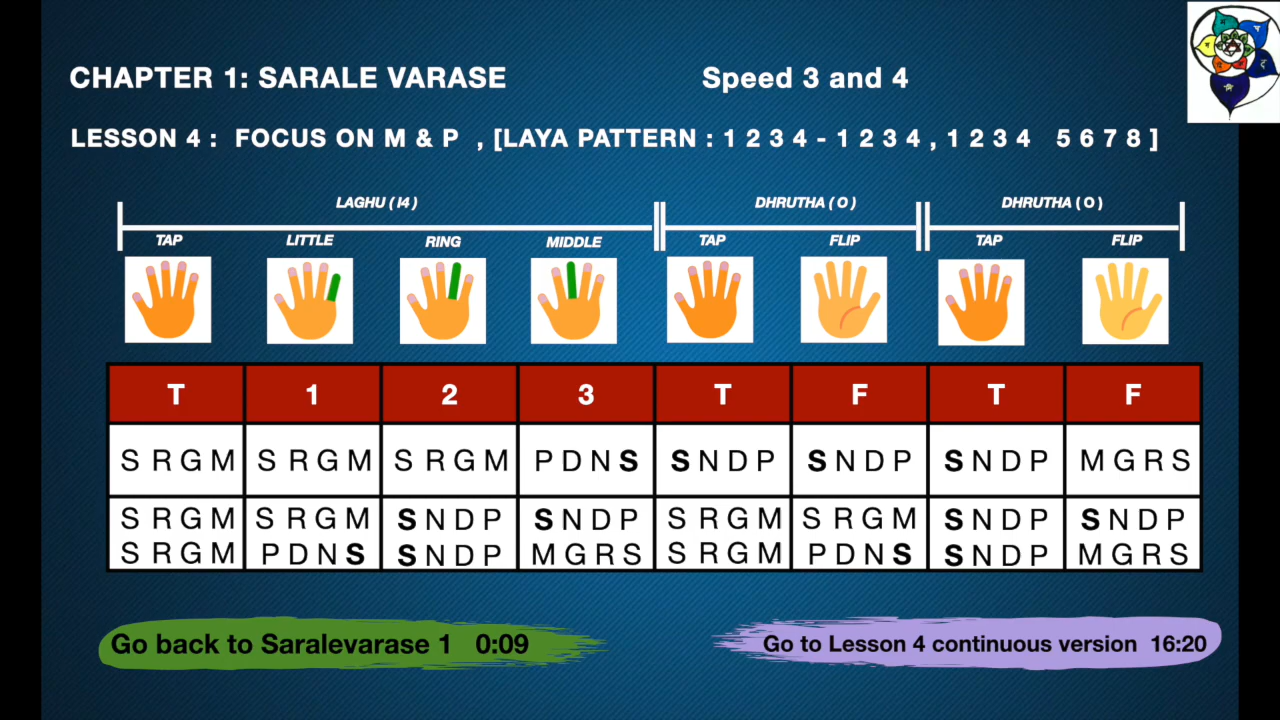 CHAPTER 1: SARALE VARASE Speed 3 and 4
LESSON 4 : FOCUS ON M & P , [LAYA PATTERN : 1 2 3 4 - 1 2 3 4 , 1 2 3 4 5 6 7 8 ]
LAGHU ( I4 ) DHRUTHA ( O ) DHRUTHA ( O )
TAP LITTLE RING MIDDLE TAP FLIP TAP FLIP
T 1 2 3 T F T F
S R G M S R G M S R G M P D N S S N D P S N D P S N D P M G R S
S R G M S R G M S N D P S N D P S R G M S R G M S N D P S N D P
S R G M P D N S S N D P M G R S S R G M P D N S S N D P M G R S
Go back to Saralevarase 1 0:09
Go to Lesson 4 continuous version 16:20